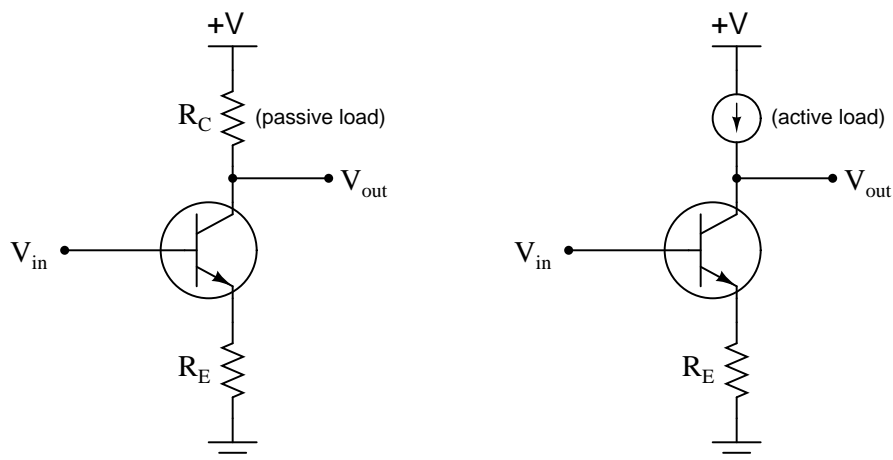 +V
R_C (passive load)
V_out
V_in
R_E
+V
(active load)
V_out
V_in
R_E